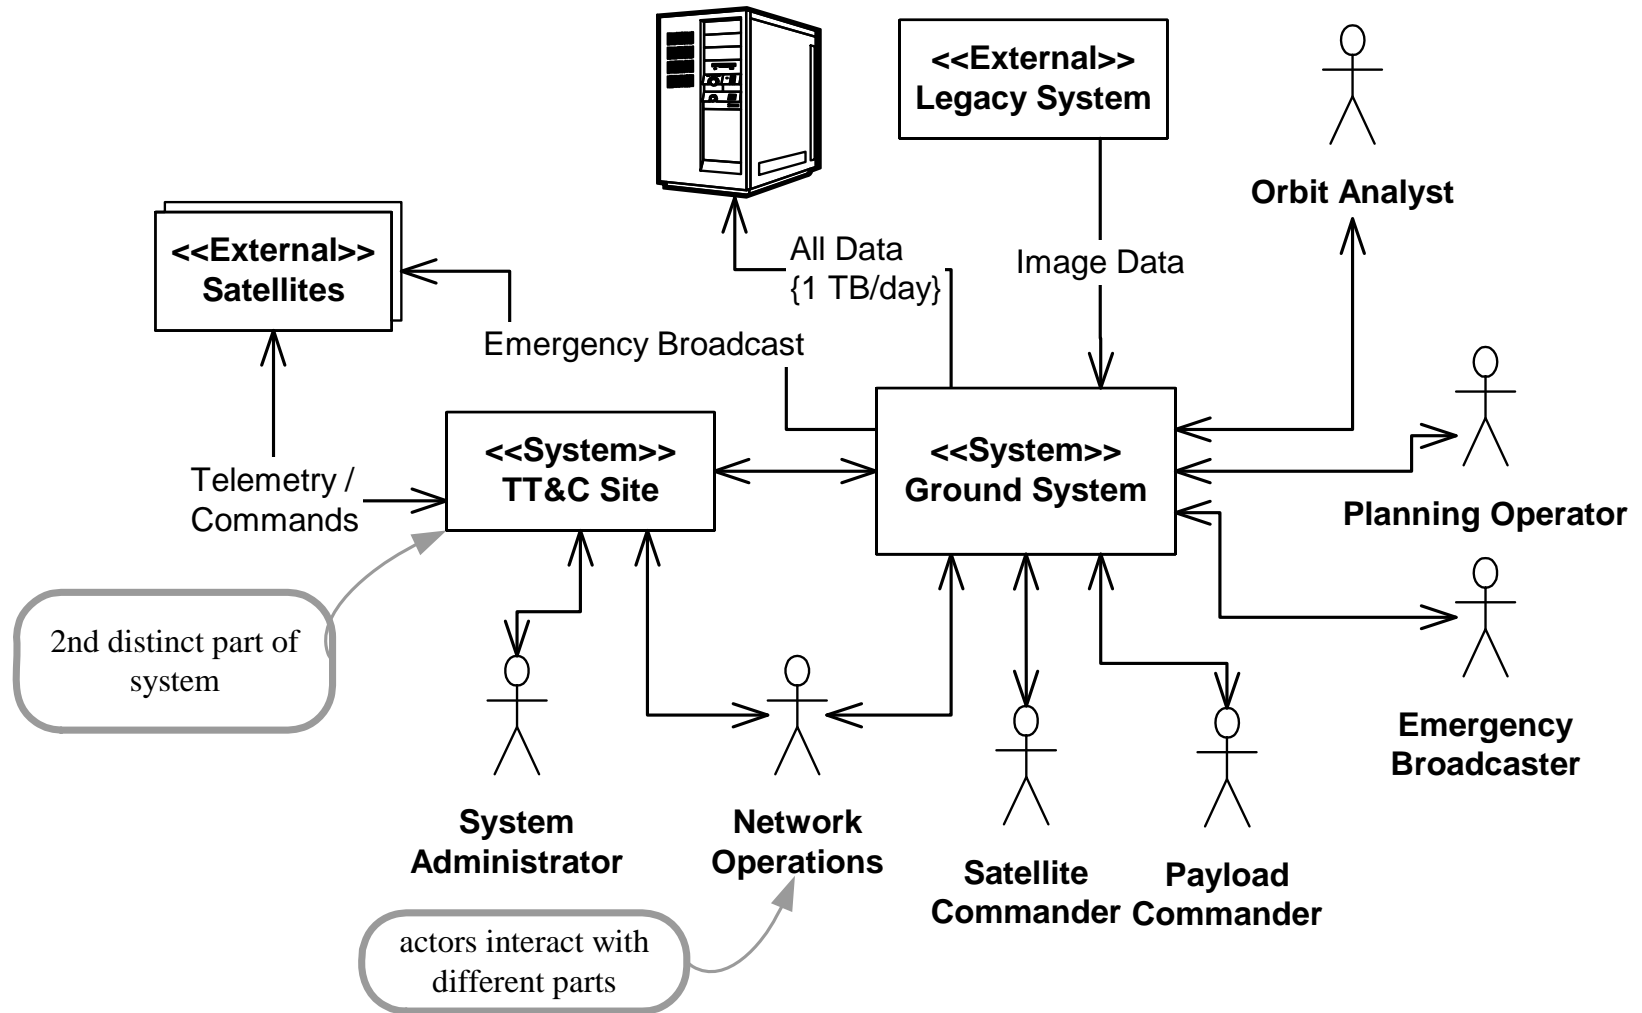 <<External>>
Legacy System
Orbit Analyst
<<External>>
Satellites
All Data
{1 TB/day}
Image Data
Emergency Broadcast
<<System>>
TT&C Site
<<System>>
Ground System
Telemetry /
Commands
Planning Operator
2nd distinct part of
system
Emergency
Broadcaster
System
Administrator
Network
Operations
Satellite
Commander
Payload
Commander
actors interact with
different parts